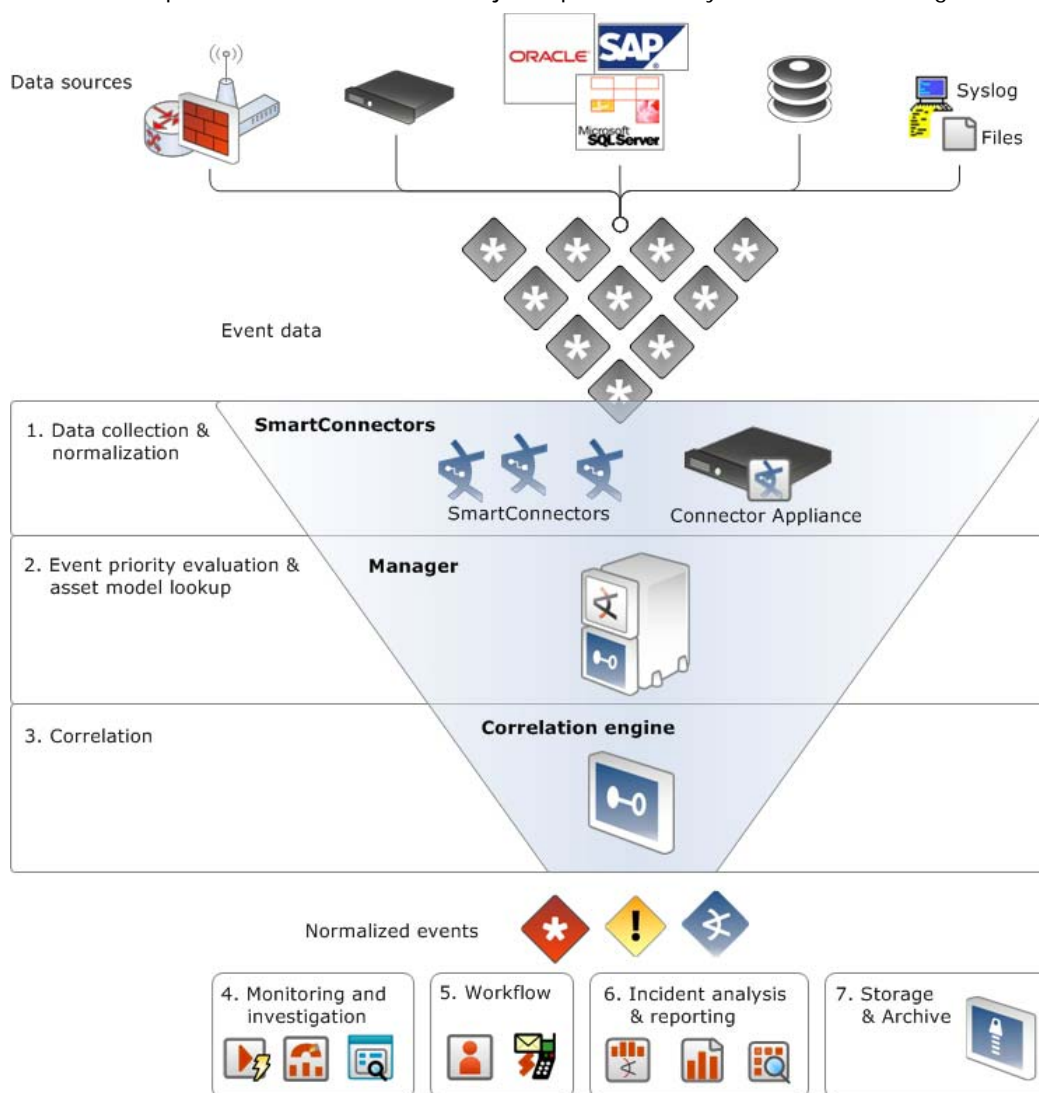 Data sources
ORACLE
SAP
Microsoft
SQL Server
Syslog
Files
Event data
1. Data collection &
normalization
SmartConnectors
SmartConnectors
Connector Appliance
2. Event priority evaluation &
asset model lookup
Manager
3. Correlation
Correlation engine
Normalized events
4. Monitoring and
investigation
5. Workflow
6. Incident analysis
& reporting
7. Storage
& Archive